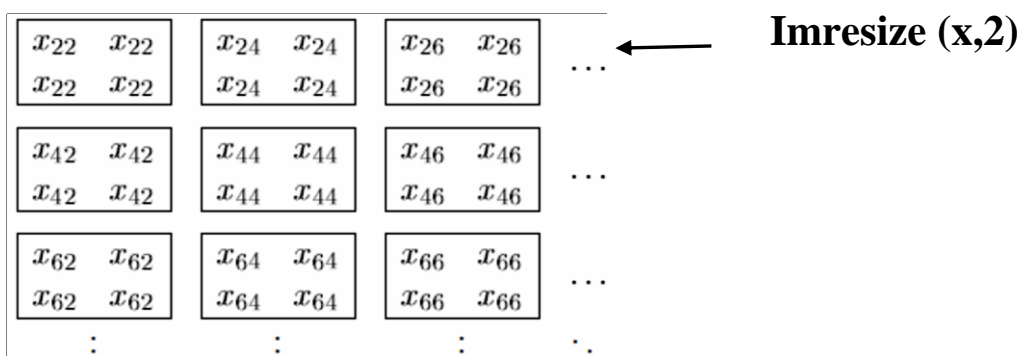 Imresize (x,2)
x22 x22 x24 x24 x26 x26
x22 x22 x24 x24 x26 x26 ...
x42 x42 x44 x44 x46 x46
x42 x42 x44 x44 x46 x46 ...
x62 x62 x64 x64 x66 x66
x62 x62 x64 x64 x66 x66 ...
⋮ ⋮ ⋮ ⋱